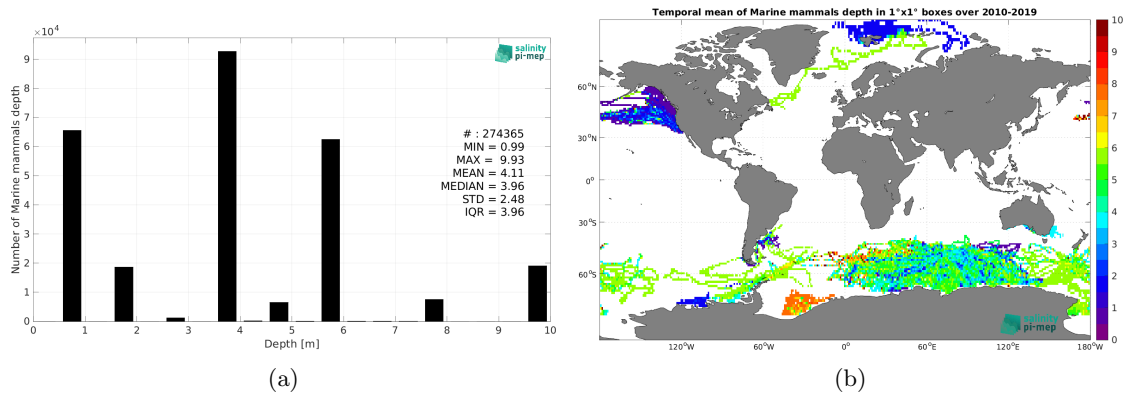 ×10⁴
9
8
7
6
5
4
3
2
1
0
Number of Marine mammals depth
salinity
pi-mep
# : 274365
MIN = 0.99
MAX = 9.93
MEAN = 4.11
MEDIAN = 3.96
STD = 2.48
IQR = 3.96
0 1 2 3 4 5 6 7 8 9 10
Depth [m]
(a)
Temporal mean of Marine mammals depth in 1°x1° boxes over 2010-2019
60°N
30°N
0°
30°S
60°S
120°W 60°W 0° 60°E 120°E 180°W
salinity
pi-mep
10
9
8
7
6
5
4
3
2
1
0
(b)